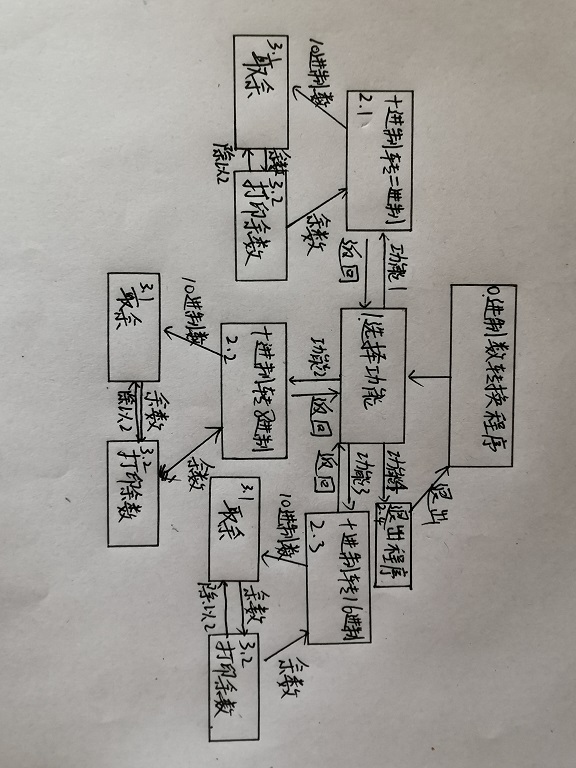 0.进制数转换程序
退出
十进制转二进制
2.1
功能1
返回
1.选择功能
功能4
退出程序
2.4
功能3
返回
十进制转16进制
2.3
功能2
返回
10进制数
余数
3.1
取余
余数
除以2
3.2
打印余数
十进制转8进制
2.2
10进制数
余数
3.1
取余
余数
除以2
3.2
打印余数
10进制数
余数
3.1
取余
余数
除以2
3.2
打印余数